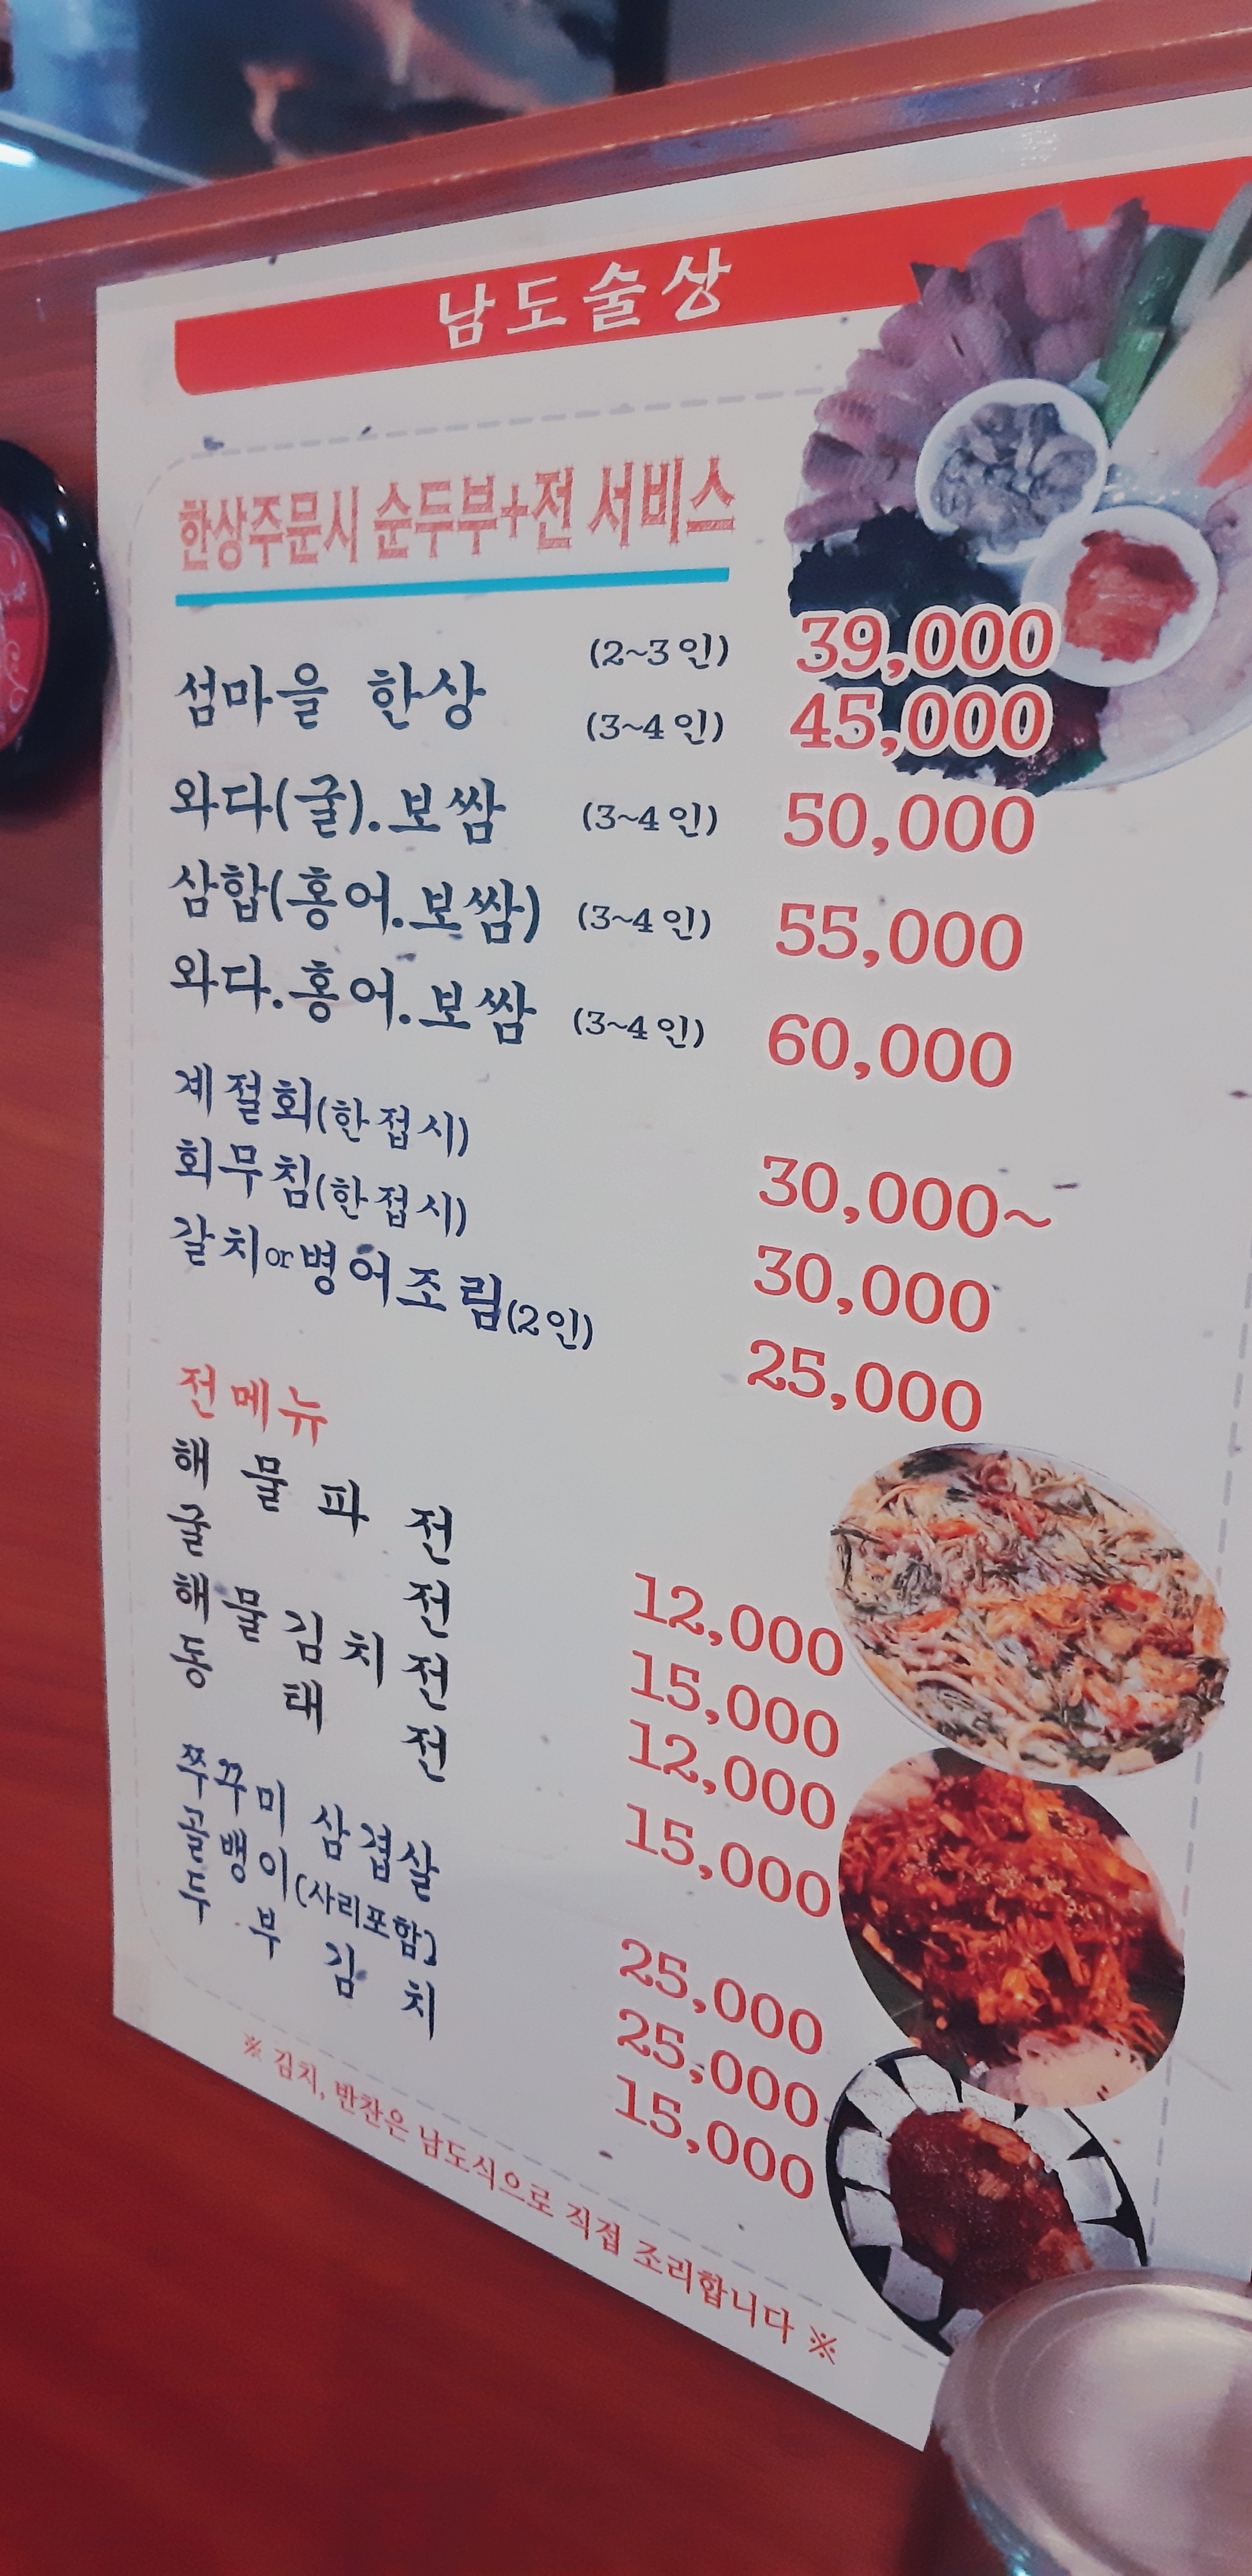 남도술상
한상주문시 순두부+전 서비스
섬마을 한상 (2~3인) 39,000
(3~4인) 45,000
와다(굴).보쌈 (3~4인) 50,000
삼합(홍어.보쌈) (3~4인) 55,000
와다.홍어.보쌈 (3~4인) 60,000
계절회(한접시) 30,000~
회무침(한접시) 30,000
갈치or병어조림(2인) 25,000
전메뉴
해물파전 12,000
굴전 15,000
해물김치전 12,000
동태전 15,000
쭈꾸미 삼겹살 25,000
골뱅이(사리포함) 25,000
두부김치 15,000
※ 김치, 반찬은 남도식으로 직접 조리합니다 ※